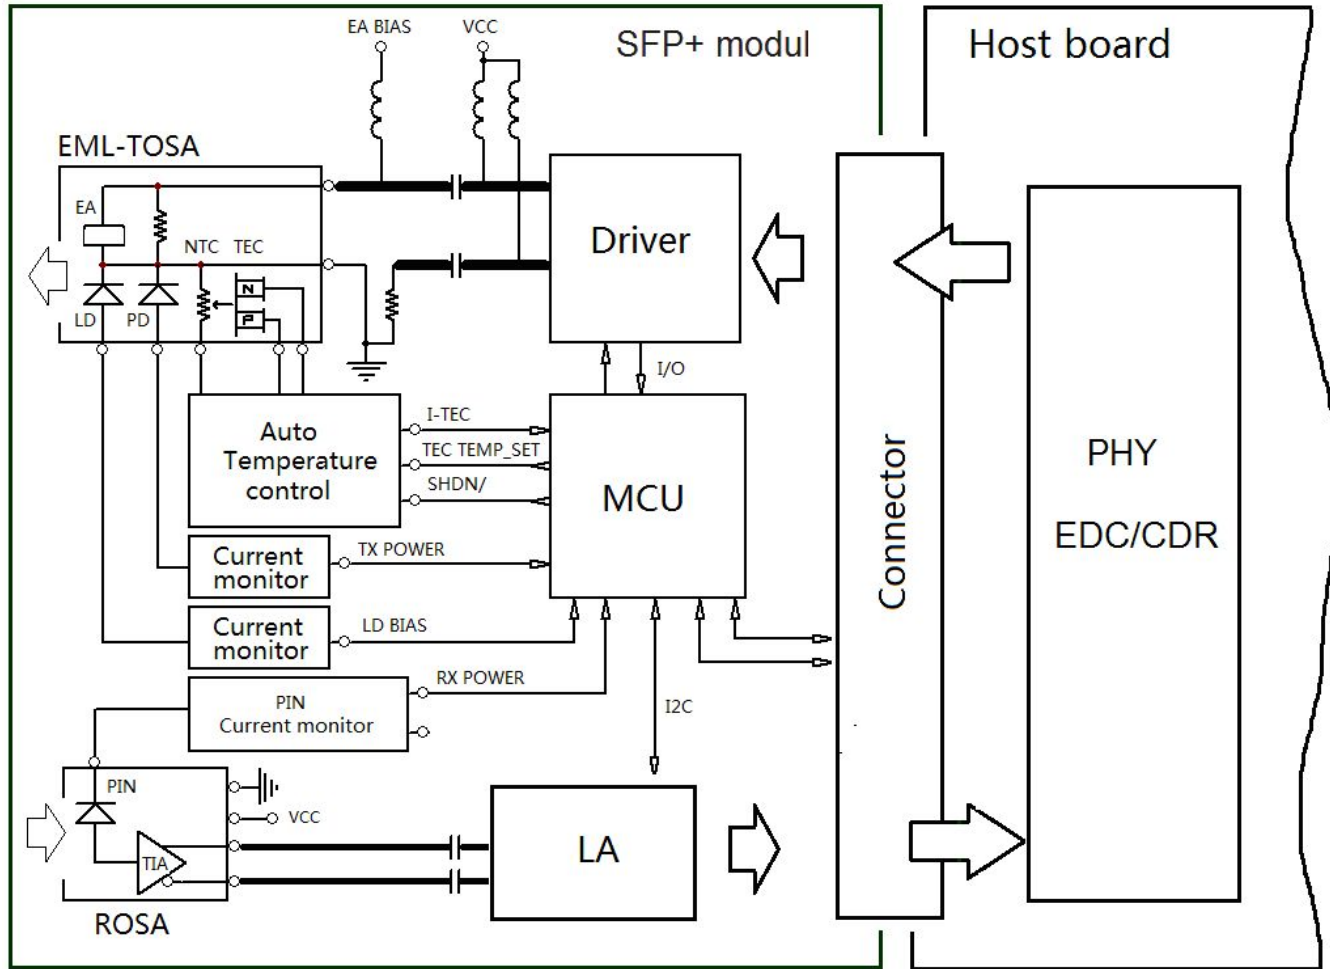 EA BIAS
VCC
SFP+ modul
Host board
EML-TOSA
EA
NTC
TEC
N
P
LD
PD
Driver
I/O
Auto
Temperature
control
I-TEC
TEC TEMP_SET
SHDN/
MCU
Connector
PHY
EDC/CDR
Current
monitor
TX POWER
Current
monitor
LD BIAS
PIN
Current monitor
RX POWER
I2C
PIN
VCC
TIA
LA
ROSA